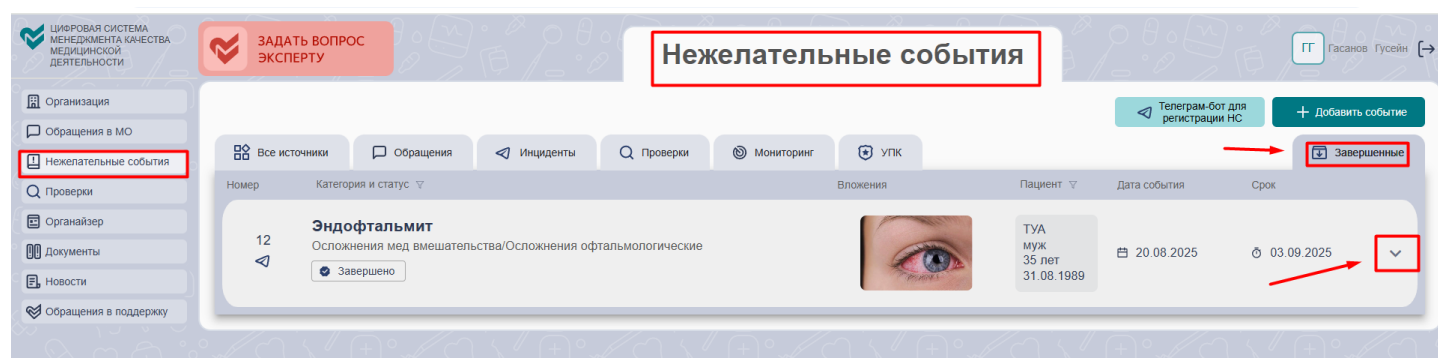 ЦИФРОВАЯ СИСТЕМА
МЕНЕДЖМЕНТА КАЧЕСТВА
МЕДИЦИНСКОЙ
ДЕЯТЕЛЬНОСТИ
ЗАДАТЬ ВОПРОС
ЭКСПЕРТУ
Нежелательные события
ГГ
Гасанов Гусейн
Организация
Обращения в МО
Нежелательные события
Проверки
Органайзер
Документы
Новости
Обращения в поддержку
Телеграм-бот для
регистрации НС
Добавить событие
Все источники
Обращения
Инциденты
Проверки
Мониторинг
УПК
Завершенные
Номер
Категория и статус
Вложения
Пациент
Дата события
Срок
12
Эндофтальмит
Осложнения мед вмешательства/Осложнения офтальмологические
Завершено
ТУА
муж
35 лет
31.08.1989
20.08.2025
03.09.2025